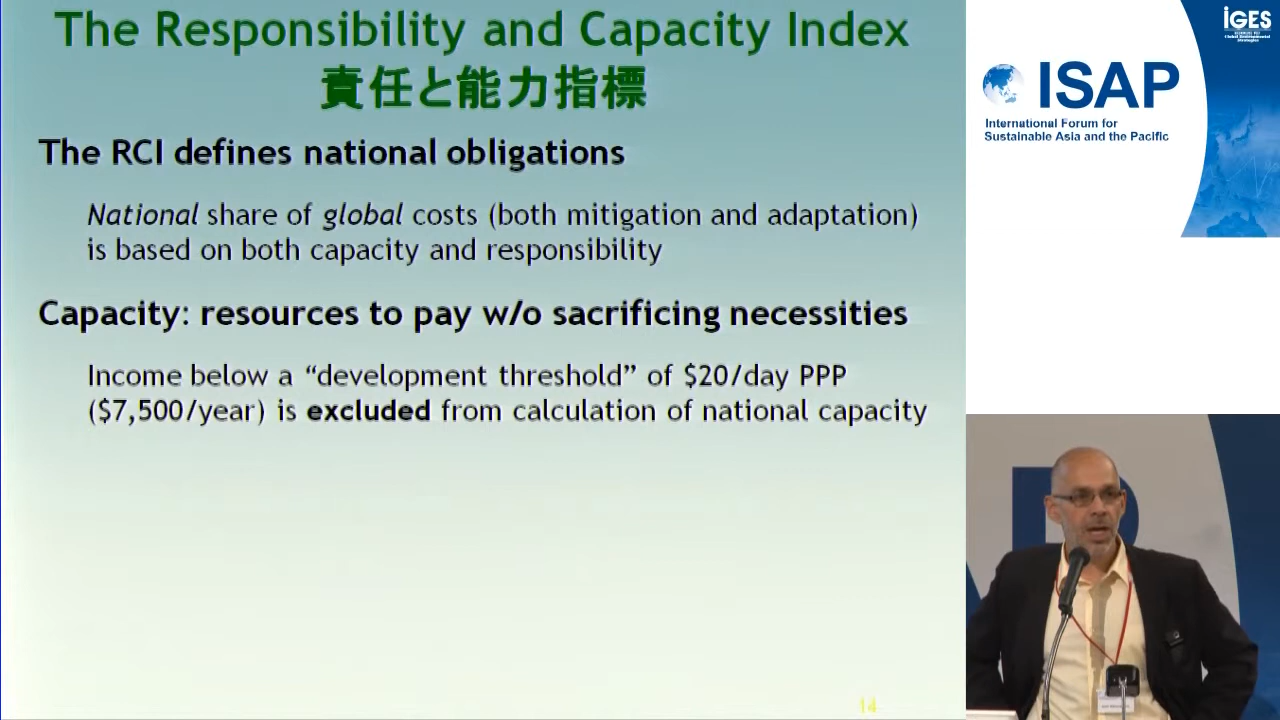 The Responsibility and Capacity Index
責任と能力指標
The RCI defines national obligations
National share of global costs (both mitigation and adaptation)
is based on both capacity and responsibility
Capacity: resources to pay w/o sacrificing necessities
Income below a “development threshold” of $20/day PPP
($7,500/year) is excluded from calculation of national capacity
14
IGES
Strategies
ISAP
International Forum for
Sustainable Asia and the Pacific